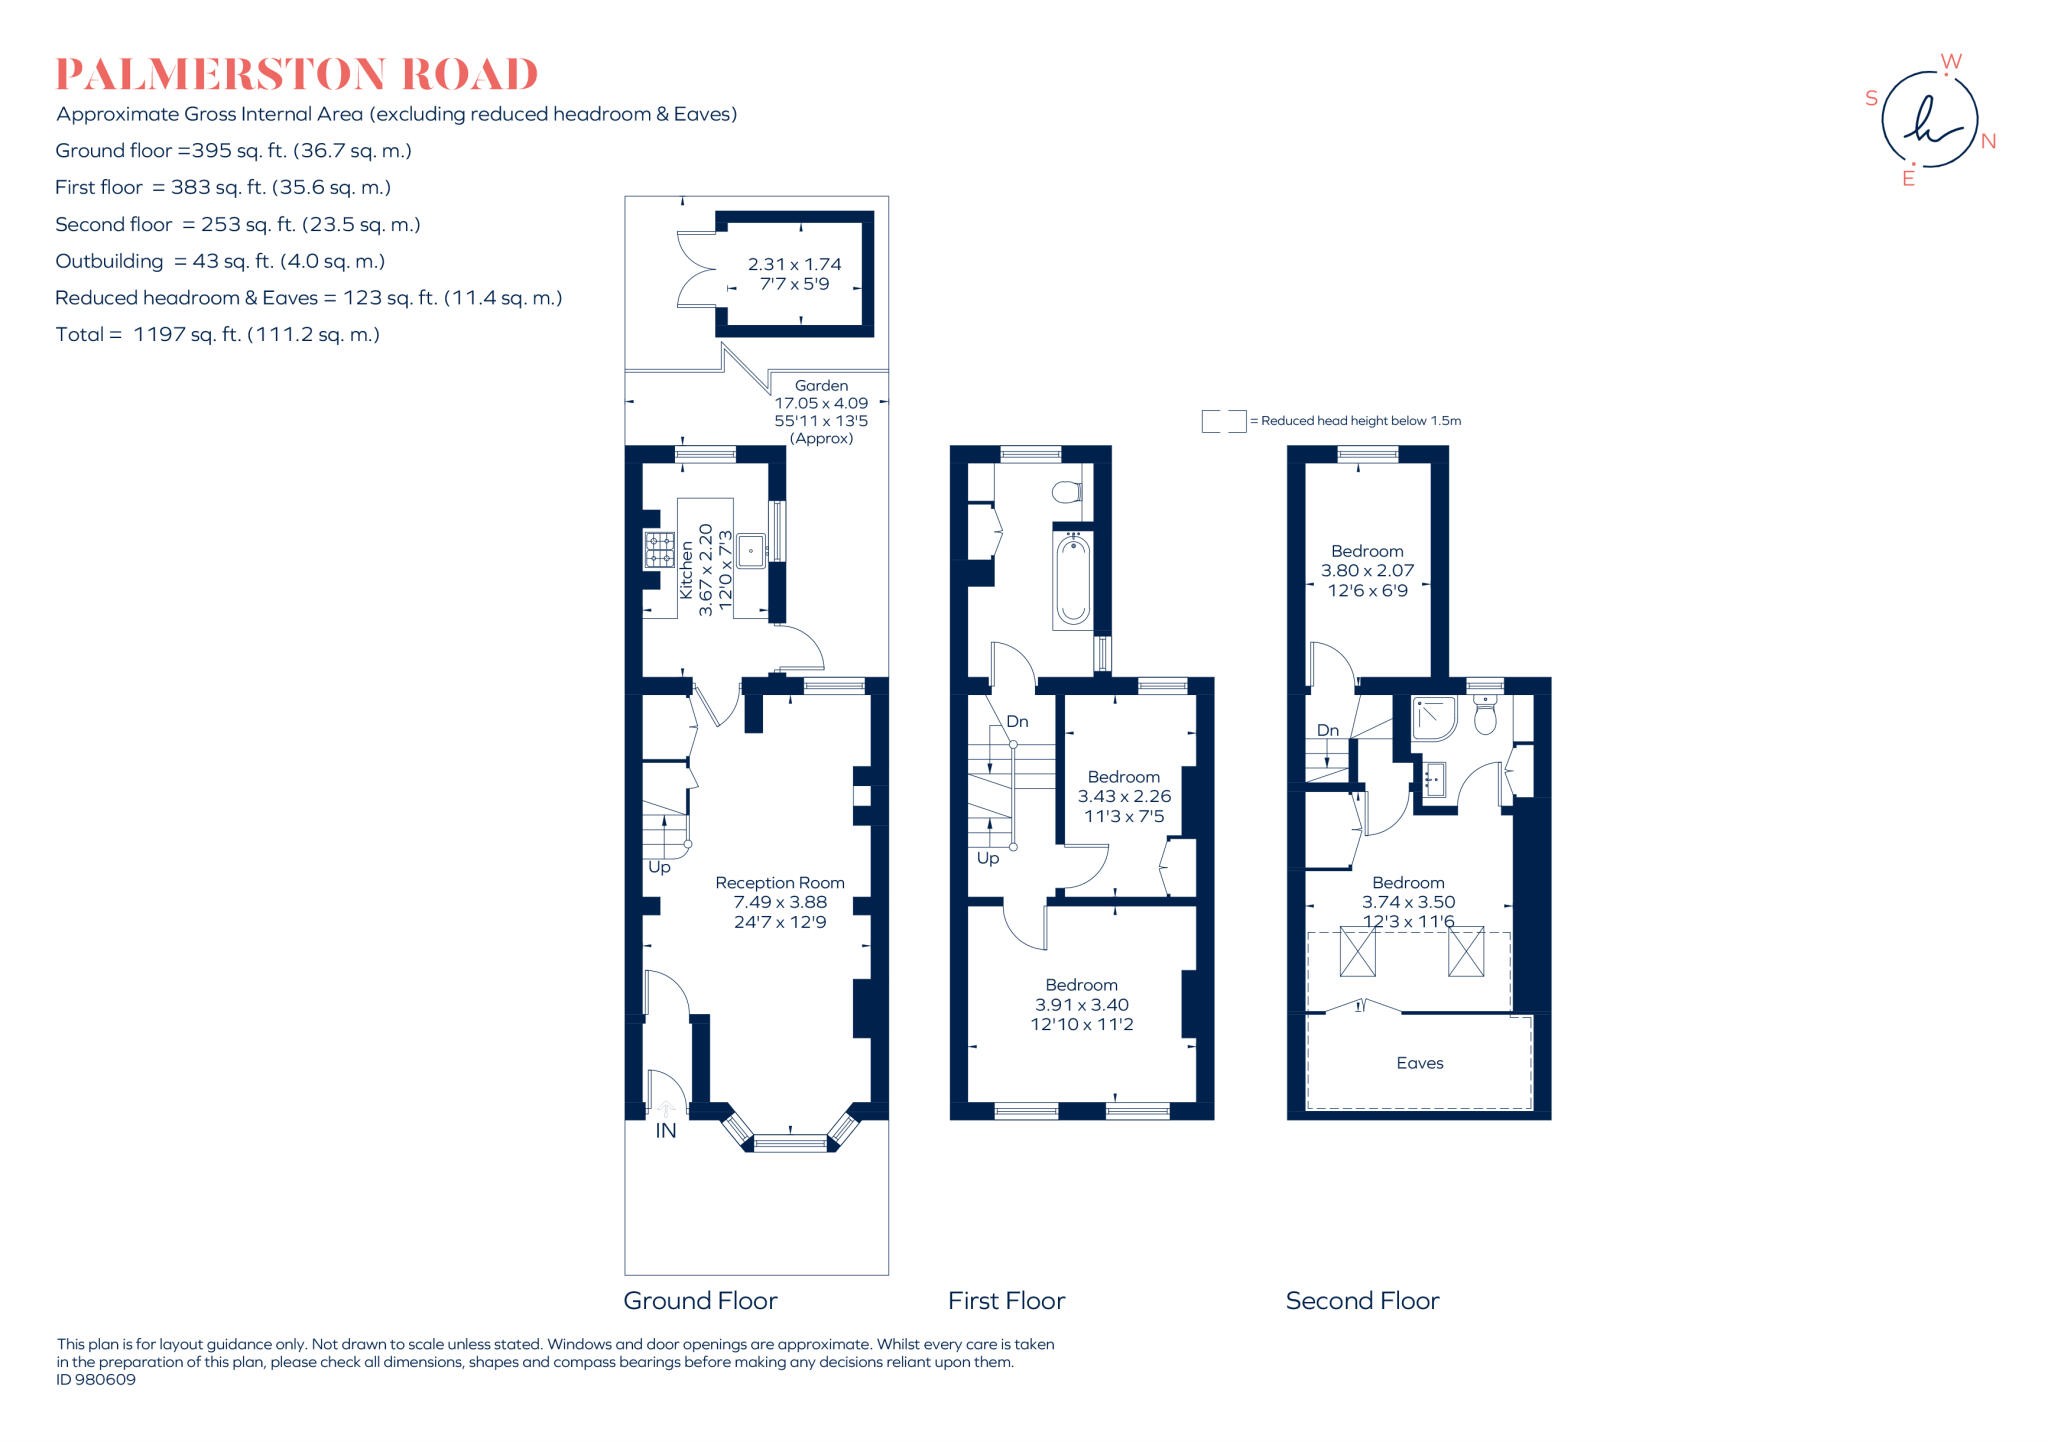 PALMERSTON ROAD
Approximate Gross Internal Area (excluding reduced headroom & Eaves)
Ground floor =395 sq. ft. (36.7 sq. m.)
First floor = 383 sq. ft. (35.6 sq. m.)
Second floor = 253 sq. ft. (23.5 sq. m.)
Outbuilding = 43 sq. ft. (4.0 sq. m.)
Reduced headroom & Eaves = 123 sq. ft. (11.4 sq. m.)
Total = 1197 sq. ft. (111.2 sq. m.)
W
S
N
E
2.31 x 1.74
7'7 x 5'9
Garden
17.05 x 4.09
55'11 x 13'5
(Approx)
Kitchen
3.67 x 2.20
12'0 x 7'3
Up
Reception Room
7.49 x 3.88
24'7 x 12'9
IN
Ground Floor
Dn
Up
Bedroom
3.43 x 2.26
11'3 x 7'5
Bedroom
3.91 x 3.40
12'10 x 11'2
First Floor
= Reduced head height below 1.5m
Bedroom
3.80 x 2.07
12'6 x 6'9
Dn
Bedroom
3.74 x 3.50
12'3 x 11'6
Eaves
Second Floor
This plan is for layout guidance only. Not drawn to scale unless stated. Windows and door openings are approximate. Whilst every care is taken
in the preparation of this plan, please check all dimensions, shapes and compass bearings before making any decisions reliant upon them.
ID 980609